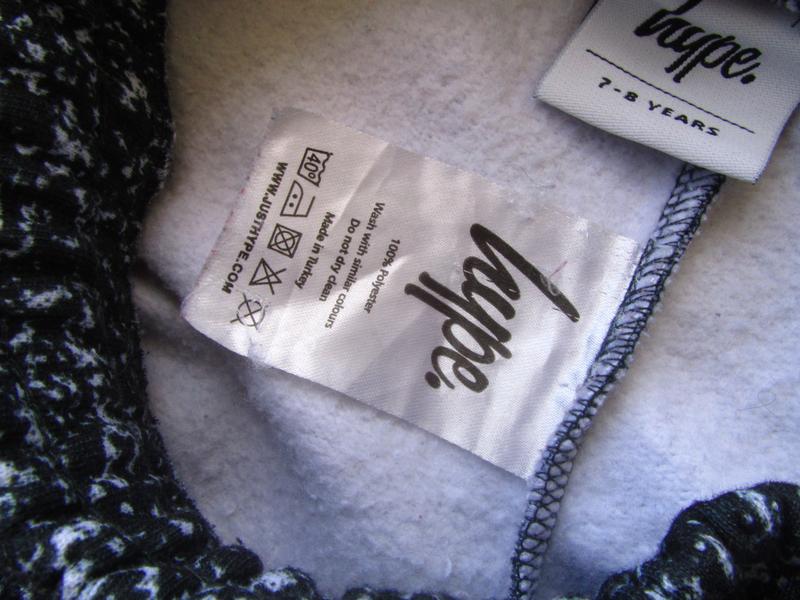 hype.
7-8 YEARS
hype.
100% Polyester
Wash with similar colours
Do not dry clean
Made in Turkey
40°
WWW.JUSTHYPE.COM